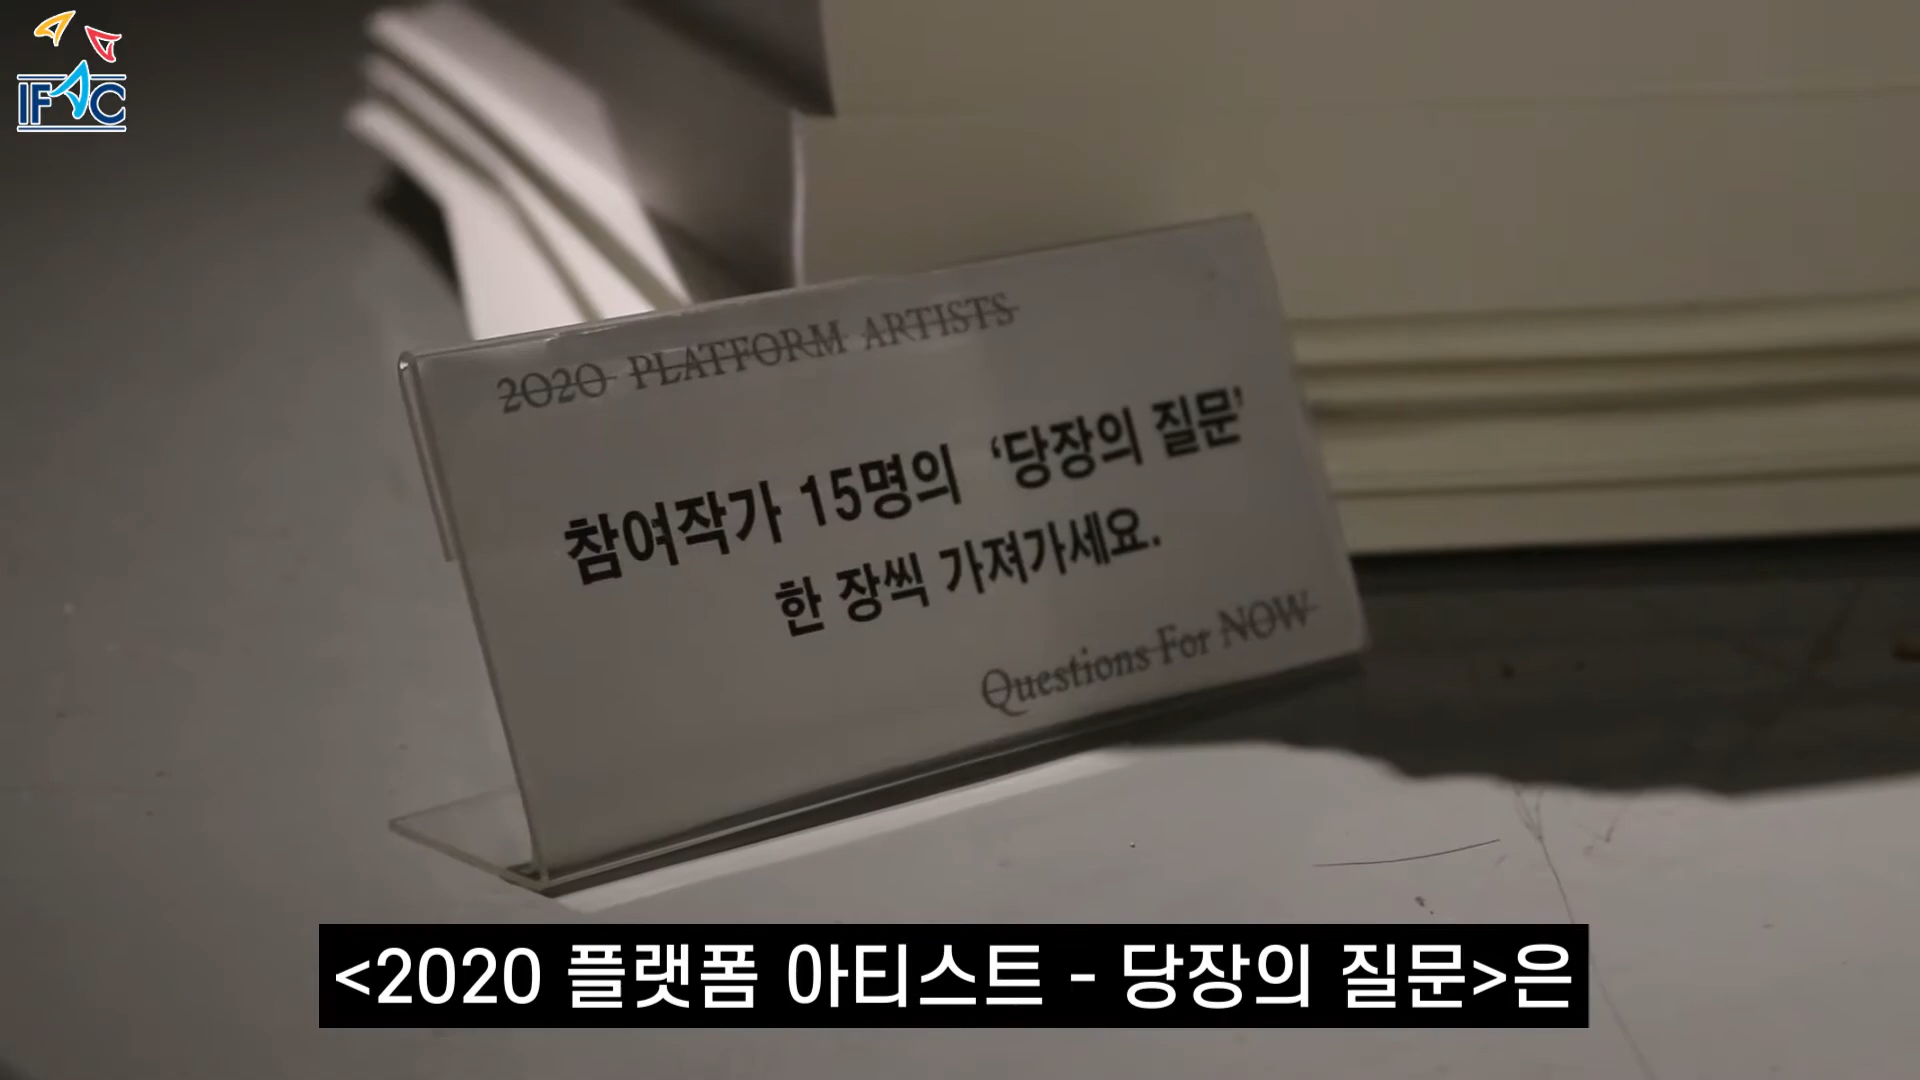 IFAC
2020 PLATFORM ARTISTS
참여작가 15명의 ‘당장의 질문’
한 장씩 가져가세요.
Questions For NOW
<2020 플랫폼 아티스트 - 당장의 질문>은